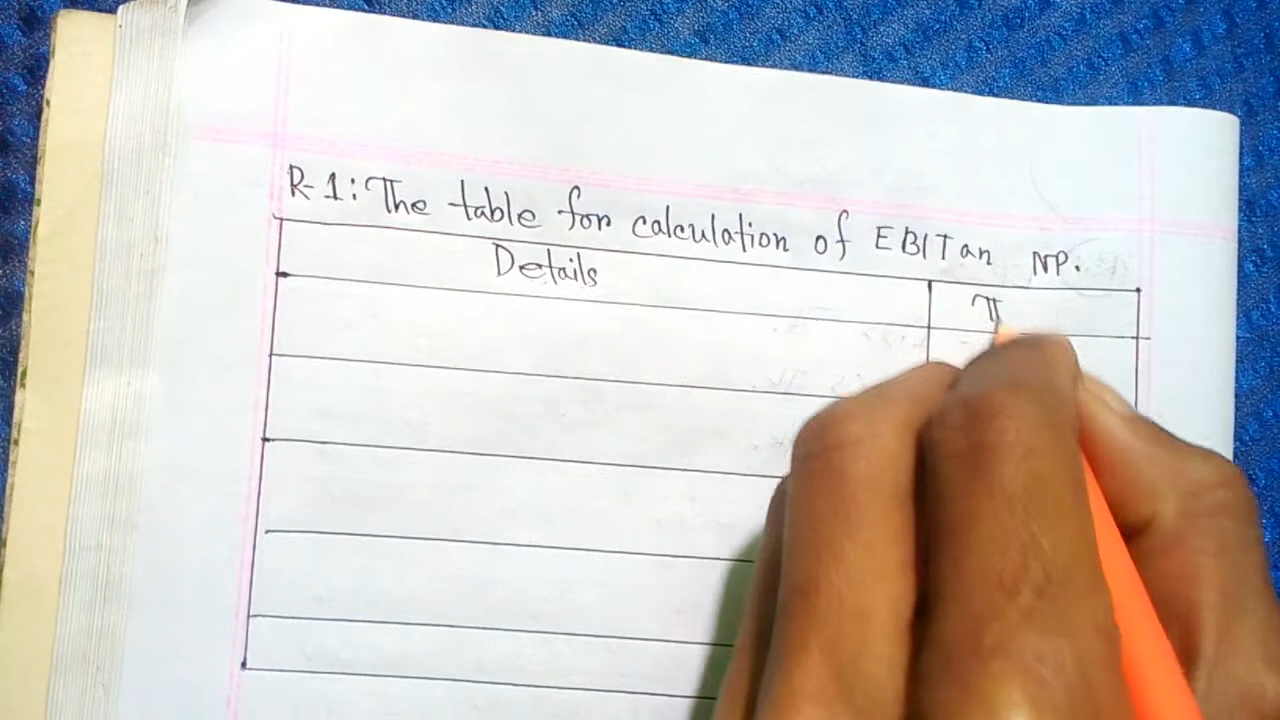 R-1: The table for calculation of EBIT an NP.
Details